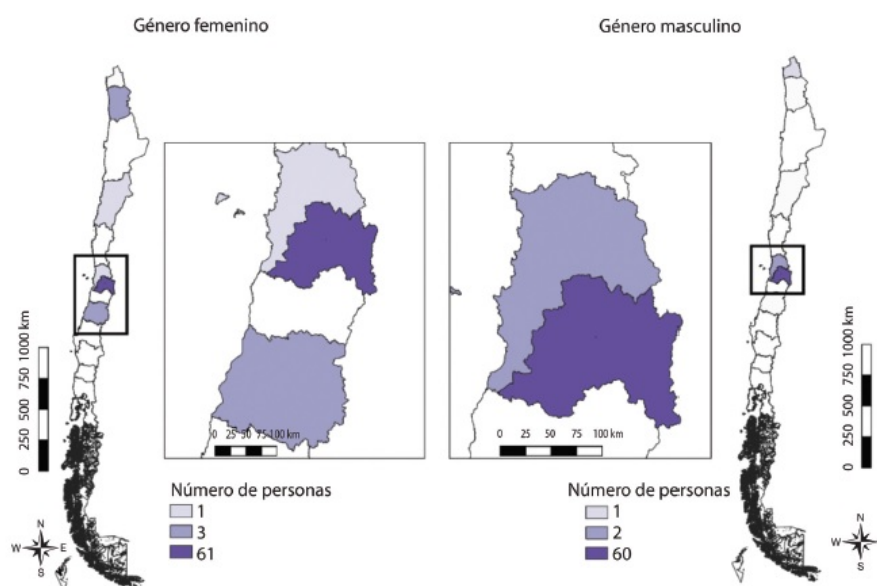 Género femenino
Género masculino
0 250 500 750 1000 km
0 25 50 75 100 km
0 25 50 75 100 km
0 250 500 750 1000 km
Número de personas
1
3
61
Número de personas
1
2
60
N
W E
S
N
W E
S